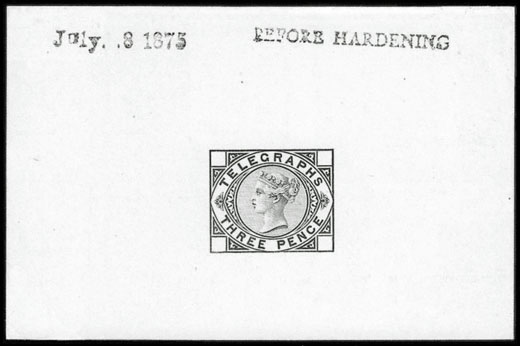 July. .8 1875
BEFORE HARDENING
TELEGRAPHS
THREE PENCE